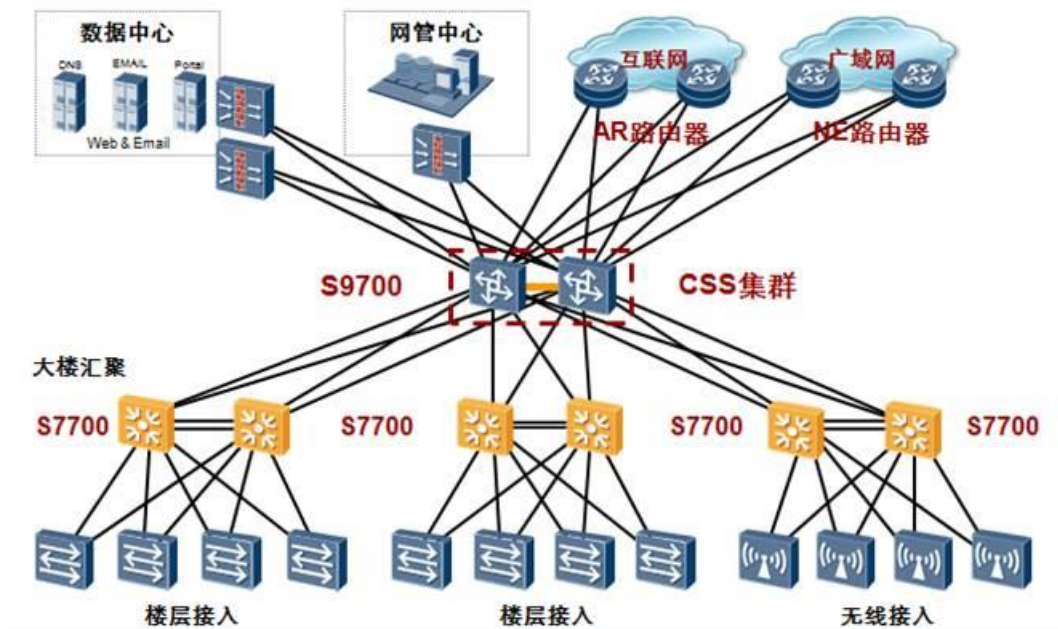 数据中心
DNS
EMAIL
Portal
Web & Email
网管中心
互联网
广域网
AR路由器
NE路由器
S9700
CSS集群
大楼汇聚
S7700
S7700
S7700
S7700
楼层接入
楼层接入
无线接入